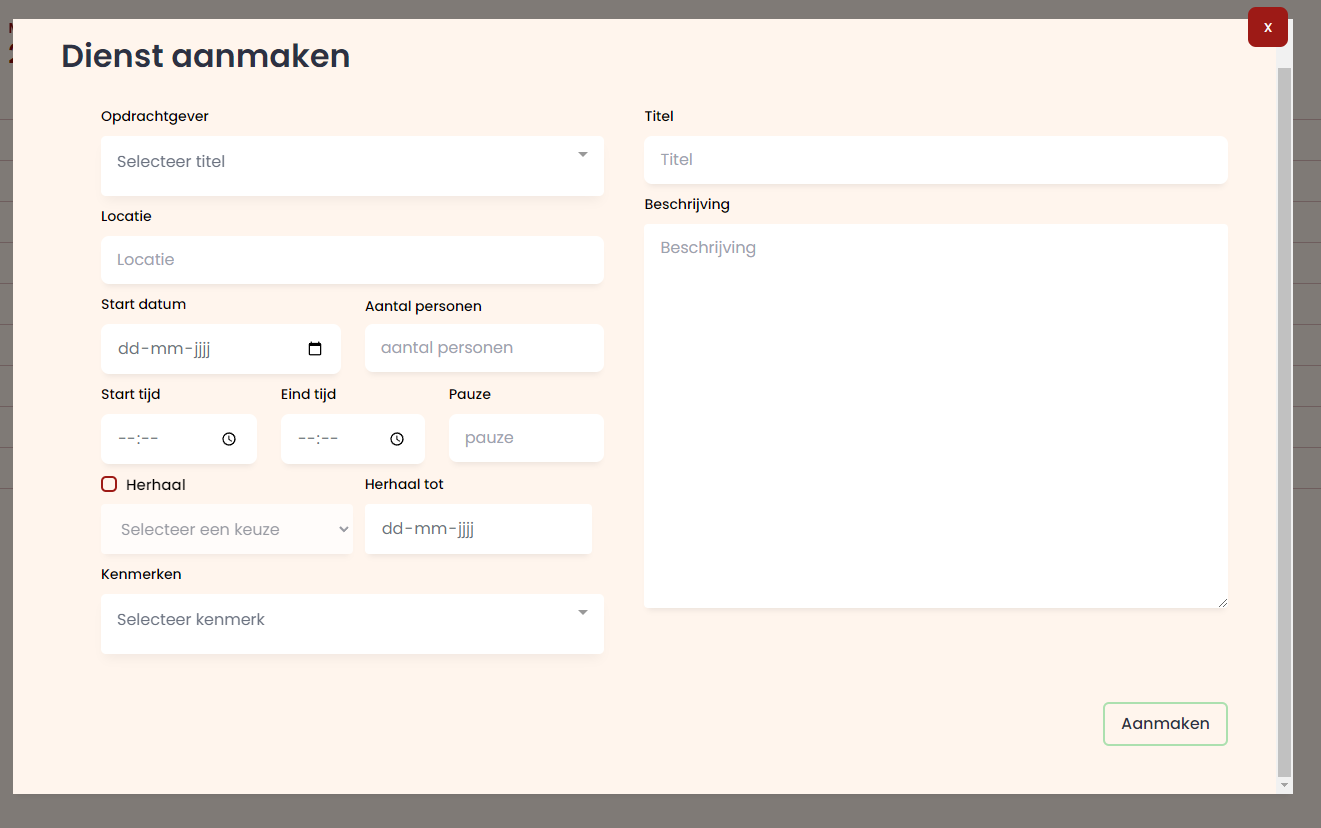 x
Dienst aanmaken
Opdrachtgever
Selecteer titel
Locatie
Locatie
Start datum
Aantal personen
dd-mm-jjjj
aantal personen
Start tijd
Eind tijd
Pauze
--:--
--:--
pauze
Herhaal
Herhaal tot
Selecteer een keuze
dd-mm-jjjj
Kenmerken
Selecteer kenmerk
Titel
Titel
Beschrijving
Beschrijving
Aanmaken